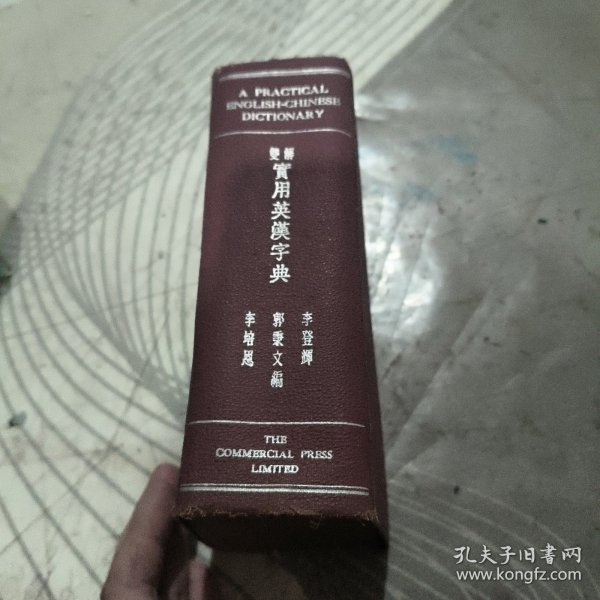 A PRACTICAL
ENGLISH-CHINESE
DICTIONARY
雙解
實用英漢字典
李登輝
郭秉文編
李培恩
THE
COMMERCIAL PRESS
LIMITED
孔夫子旧书网
www.kongfz.com